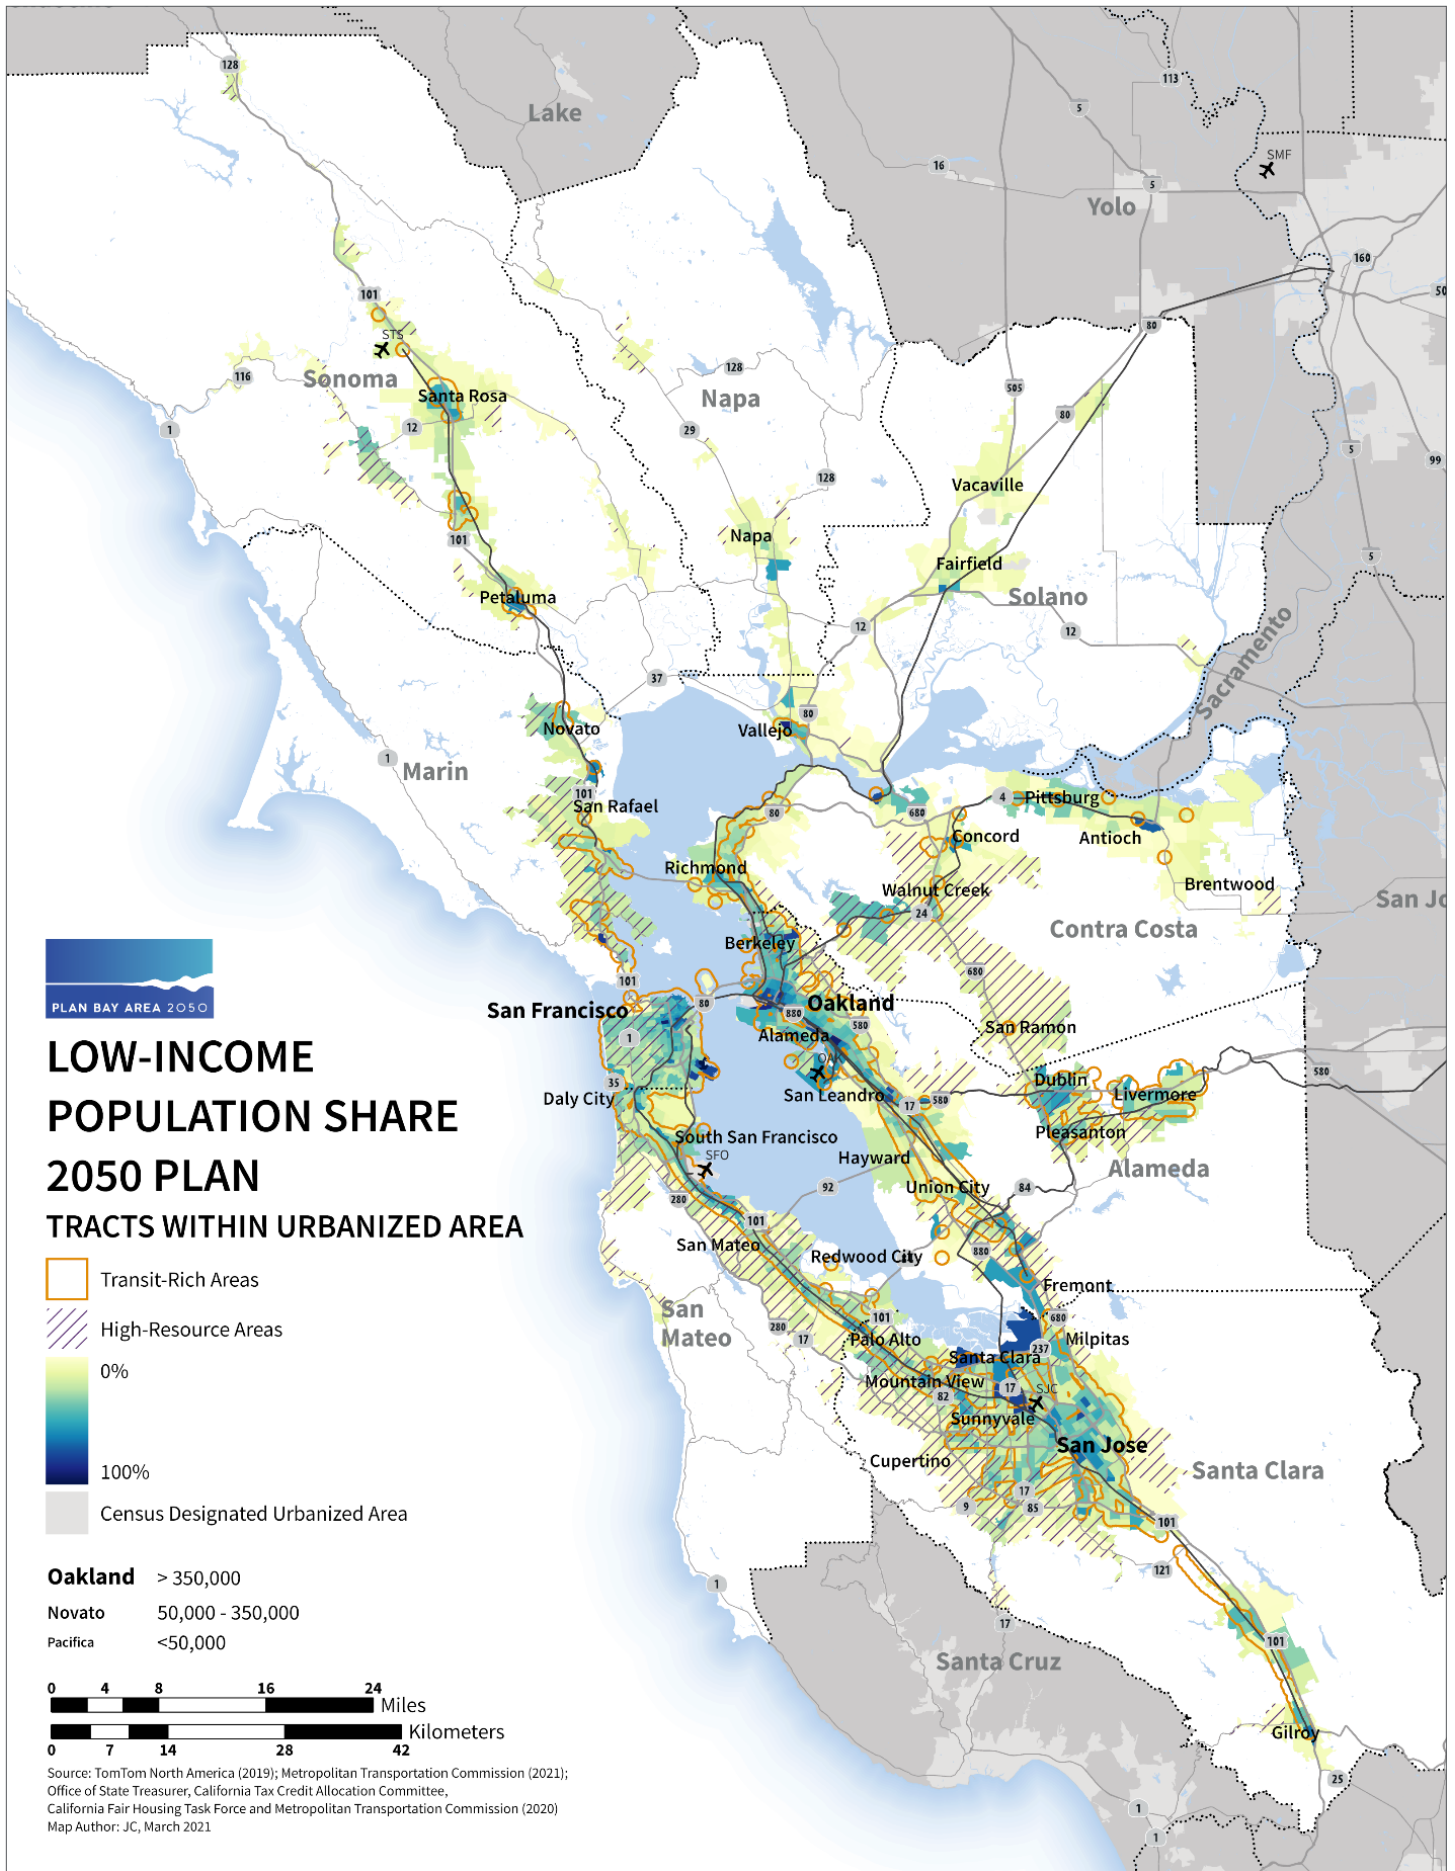 128
Lake
113
5
SMF
16
5
Yolo
160
50
101
80
STS
116
Sonoma
128
505
Santa Rosa
Napa
80
1
12
29
5
99
128
Vacaville
Napa
101
5
Fairfield
Petaluma
Solano
12
12
Sacramento
37
80
Novato
Vallejo
1
Marin
101
San Rafael
4
Pittsburg
80
680
Concord
Antioch
Richmond
Walnut Creek
Brentwood
San Jo
24
Contra Costa
Berkeley
680
PLAN BAY AREA 2050
101
San Francisco
80
Oakland
880
580
San Ramon
1
Alameda
OAK
580
35
Dublin
Daly City
San Leandro
17
580
Livermore
South San Francisco
Pleasanton
SFO
Hayward
Alameda
280
92
Union City
84
101
San Mateo
Redwood City
880
Fremont
San
Mateo
101
680
280
17
Palo Alto
237
Milpitas
Santa Clara
Mountain View
17
SJC
82
Sunnyvale
San Jose
Cupertino
Santa Clara
17
9
85
101
121
1
17
101
Santa Cruz
Gilroy
25
1
1
LOW-INCOME
POPULATION SHARE
2050 PLAN
TRACTS WITHIN URBANIZED AREA
Transit-Rich Areas
High-Resource Areas
0%
100%
Census Designated Urbanized Area
Oakland > 350,000
Novato 50,000 - 350,000
Pacifica <50,000
0 4 8 16 24
Miles
Kilometers
0 7 14 28 42
Source: TomTom North America (2019); Metropolitan Transportation Commission (2021);
Office of State Treasurer, California Tax Credit Allocation Committee,
California Fair Housing Task Force and Metropolitan Transportation Commission (2020)
Map Author: JC, March 2021